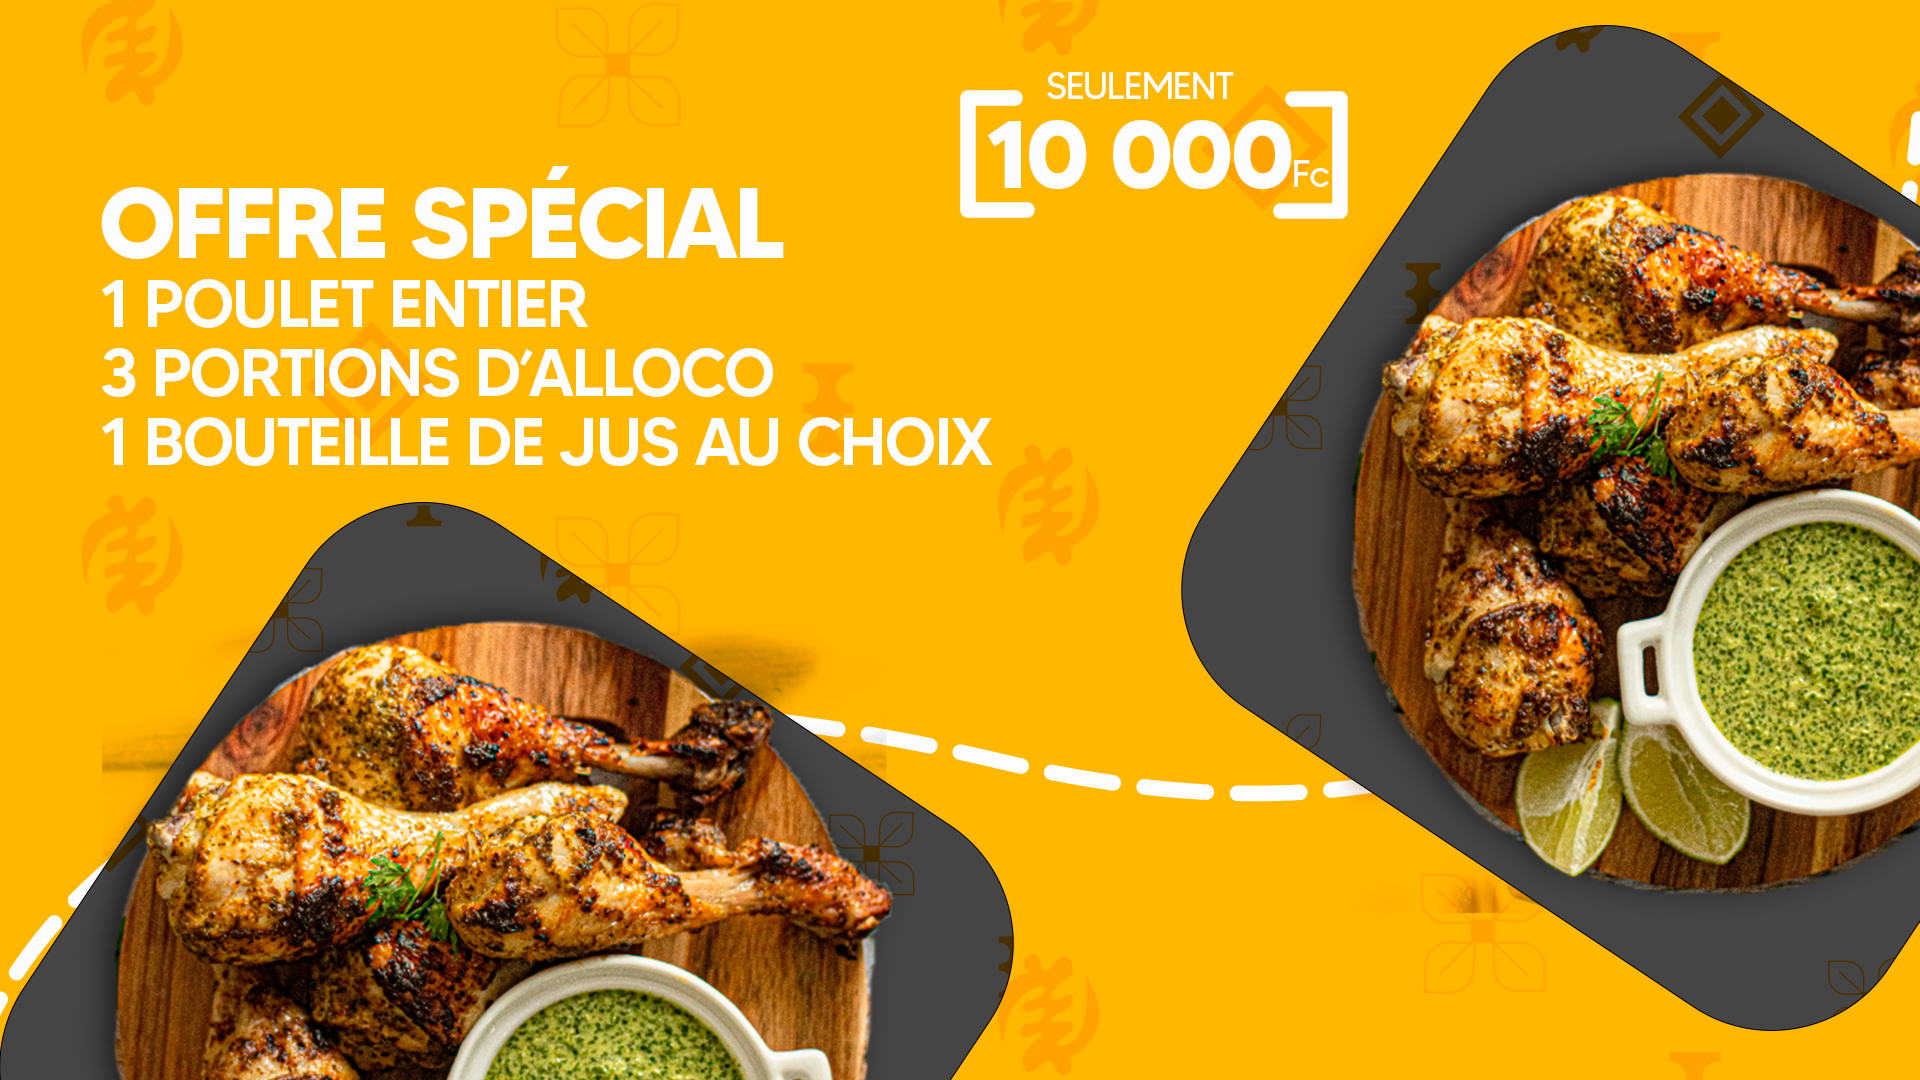 SEULEMENT
10 000Fc
OFFRE SPÉCIAL
1 POULET ENTIER
3 PORTIONS D’ALLOCO
1 BOUTEILLE DE JUS AU CHOIX